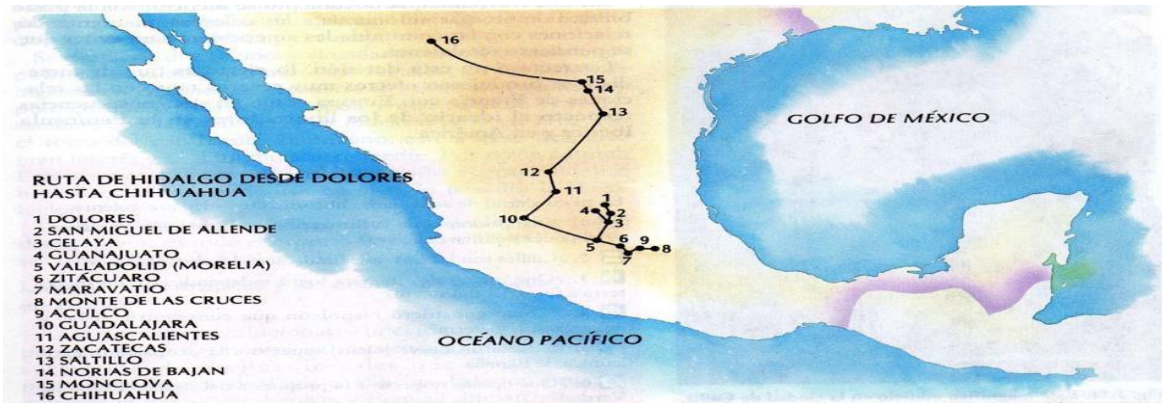 16
15
14
13
GOLFO DE MÉXICO
12
11
RUTA DE HIDALGO DESDE DOLORES
HASTA CHIHUAHUA
1
4
2
3
10
5
6
9
8
7
1 DOLORES
2 SAN MIGUEL DE ALLENDE
3 CELAYA
4 GUANAJUATO
5 VALLADOLID (MORELIA)
6 ZITÁCUARO
7 MARAVATIO
8 MONTE DE LAS CRUCES
9 ACULCO
10 GUADALAJARA
11 AGUASCALIENTES
12 ZACATECAS
13 SALTILLO
14 NORIAS DE BAJAN
15 MONCLOVA
16 CHIHUAHUA
OCÉANO PACÍFICO